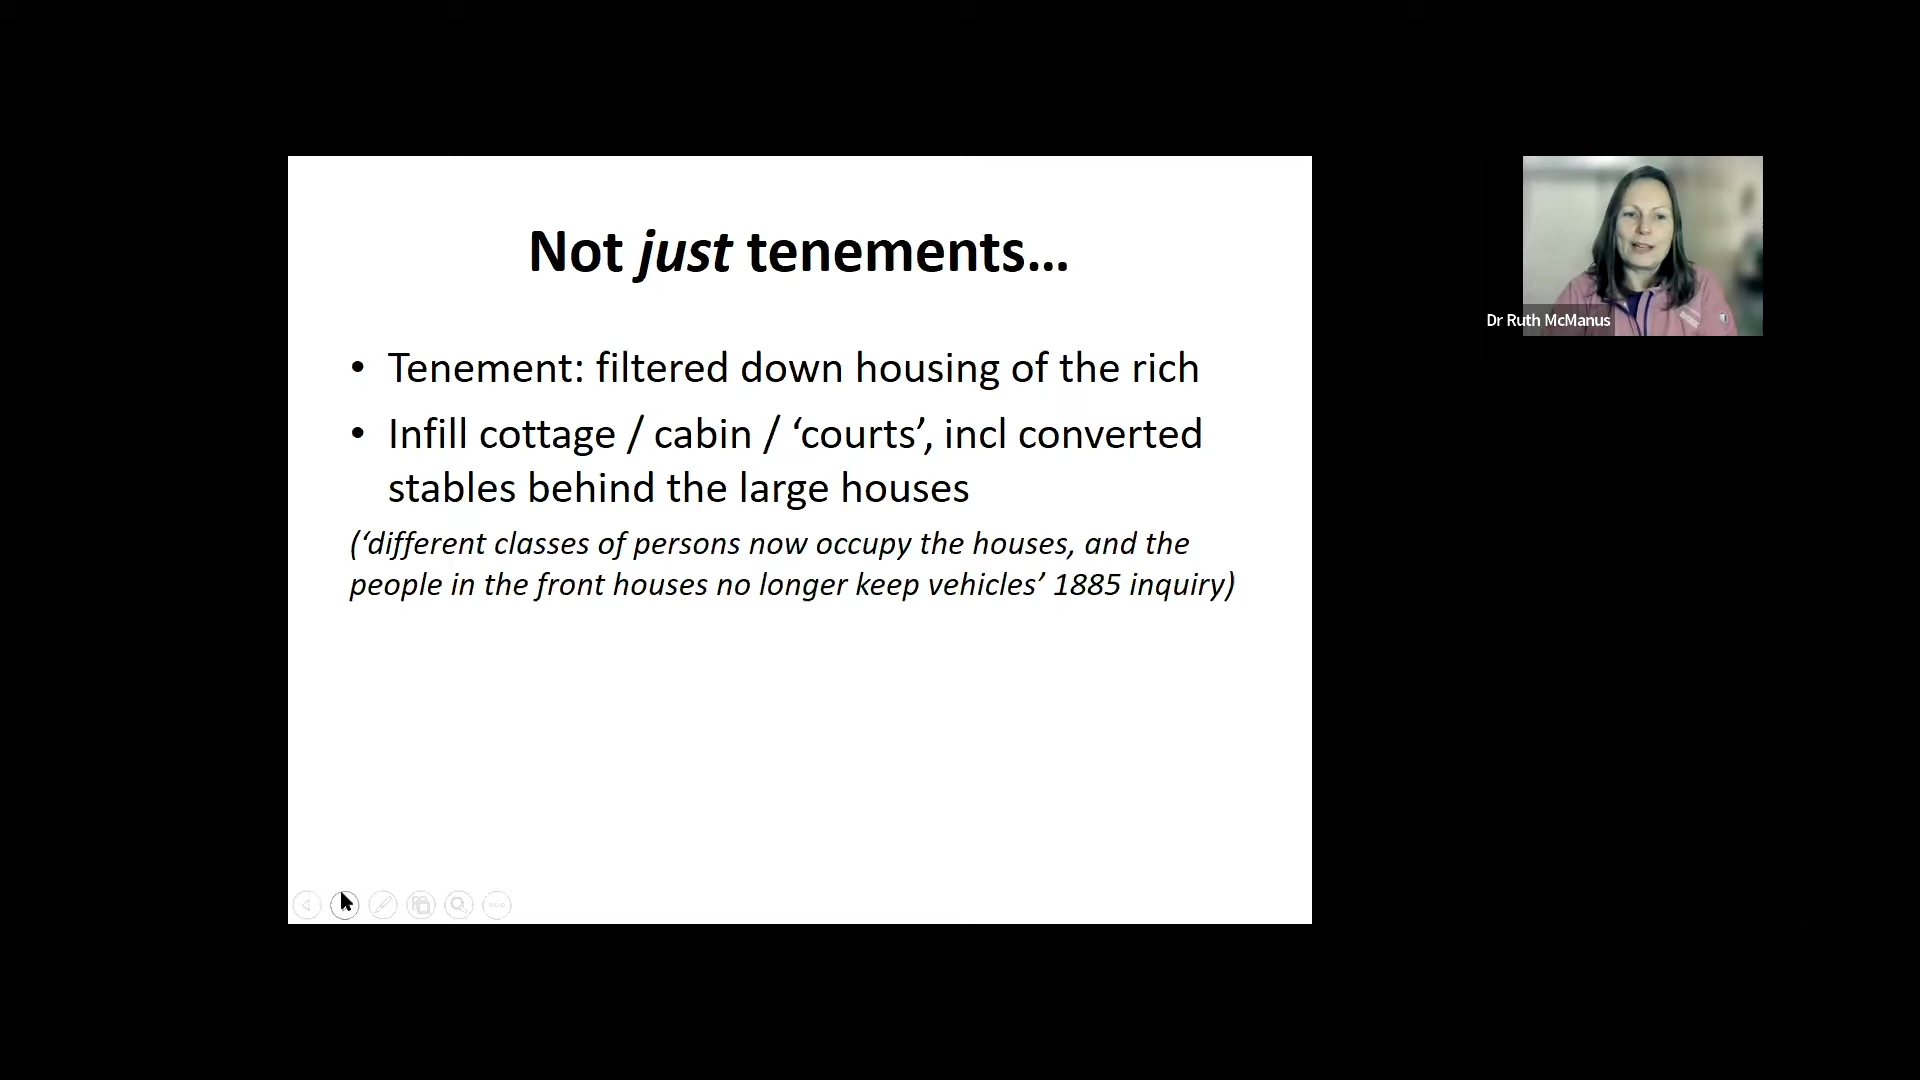 Not just tenements...
• Tenement: filtered down housing of the rich
• Infill cottage / cabin / ‘courts’, incl converted
stables behind the large houses
(‘different classes of persons now occupy the houses, and the
people in the front houses no longer keep vehicles’ 1885 inquiry)
Dr Ruth McManus